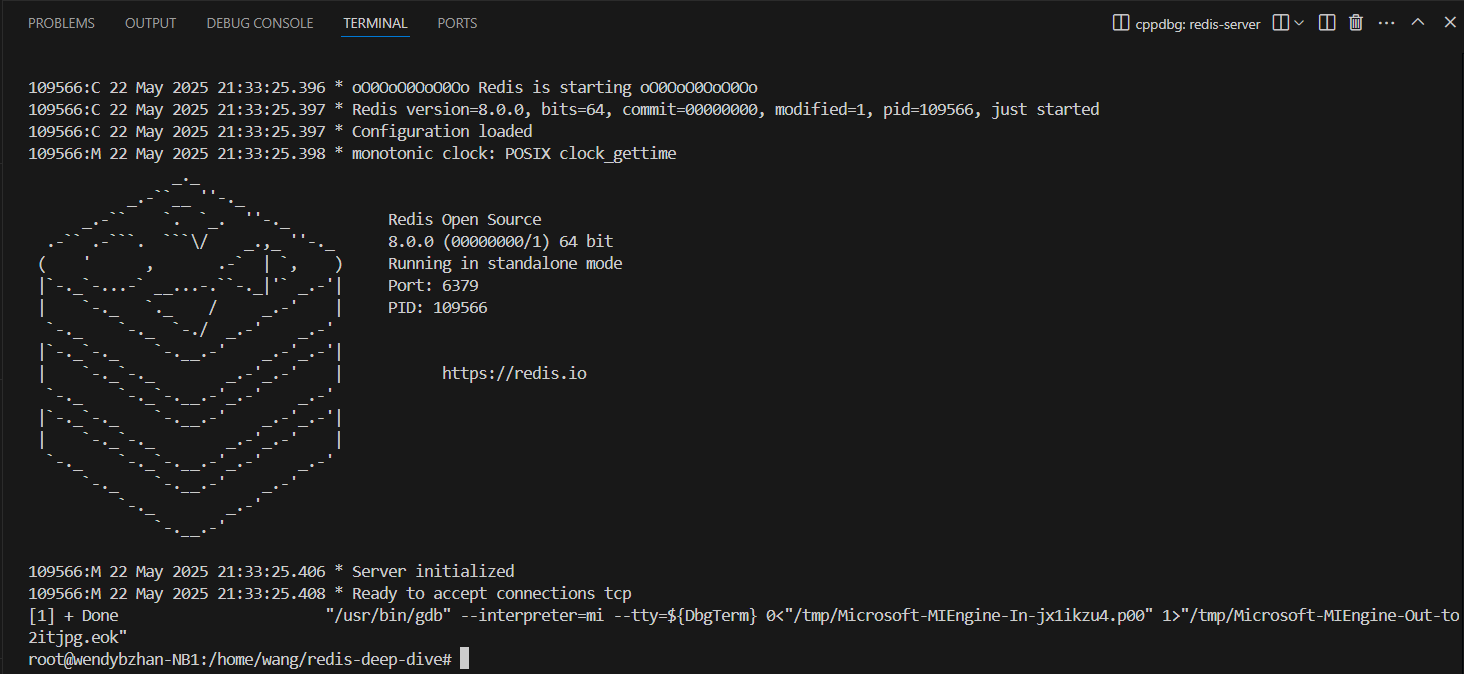 PROBLEMS OUTPUT DEBUG CONSOLE TERMINAL PORTS cppdbg: redis-server
109566:C 22 May 2025 21:33:25.396 * oO0OoO0OoO0Oo Redis is starting oO0OoO0OoO0Oo
109566:C 22 May 2025 21:33:25.397 * Redis version=8.0.0, bits=64, commit=00000000, modified=1, pid=109566, just started
109566:C 22 May 2025 21:33:25.397 * Configuration loaded
109566:M 22 May 2025 21:33:25.398 * monotonic clock: POSIX clock_gettime
Redis Open Source
8.0.0 (00000000/1) 64 bit
Running in standalone mode
Port: 6379
PID: 109566
https://redis.io
109566:M 22 May 2025 21:33:25.406 * Server initialized
109566:M 22 May 2025 21:33:25.408 * Ready to accept connections tcp
[1] + Done "/usr/bin/gdb" --interpreter=mi --tty=${DbgTerm} 0<"/tmp/Microsoft-MIEngine-In-jx1ikzu4.p00" 1>"/tmp/Microsoft-MIEngine-Out-to
2itjpg.eok"
root@wendybzhan-NB1:/home/wang/redis-deep-dive#